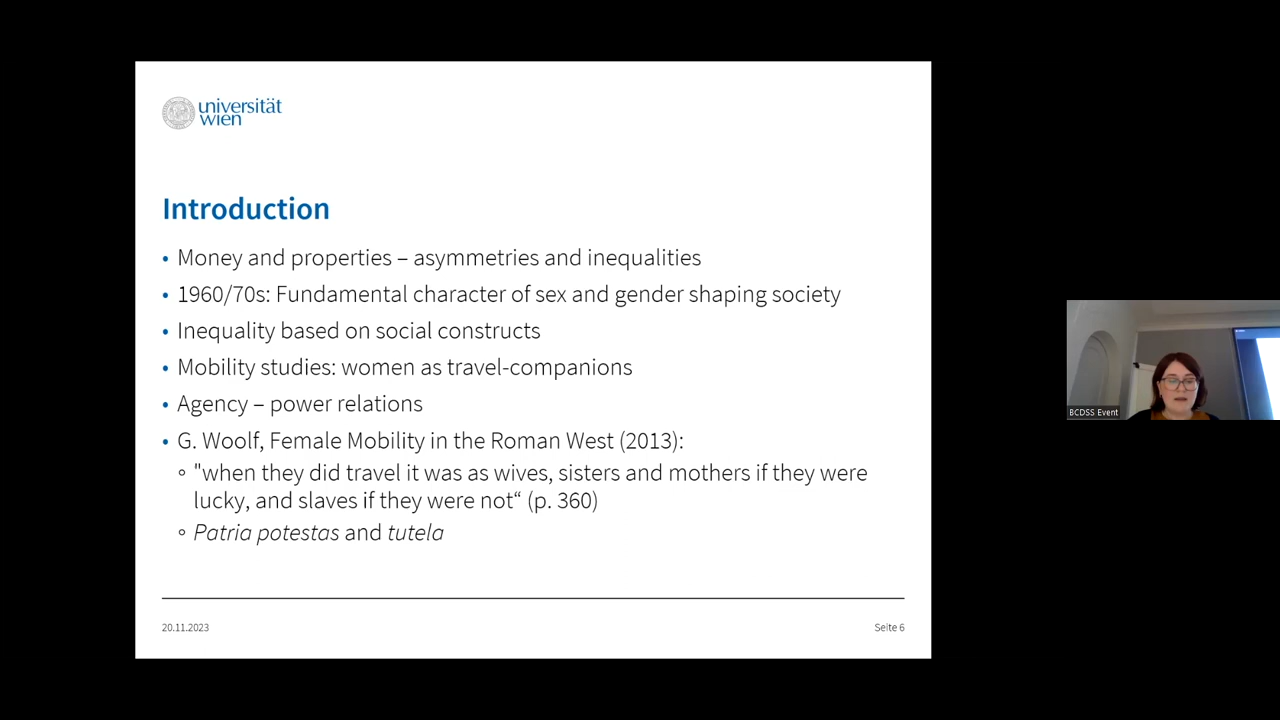 universität
wien
Introduction
• Money and properties – asymmetries and inequalities
• 1960/70s: Fundamental character of sex and gender shaping society
• Inequality based on social constructs
• Mobility studies: women as travel-companions
• Agency – power relations
• G. Woolf, Female Mobility in the Roman West (2013):
◦ "when they did travel it was as wives, sisters and mothers if they were
lucky, and slaves if they were not“ (p. 360)
◦ Patria potestas and tutela
20.11.2023
Seite 6
BCDSS Event